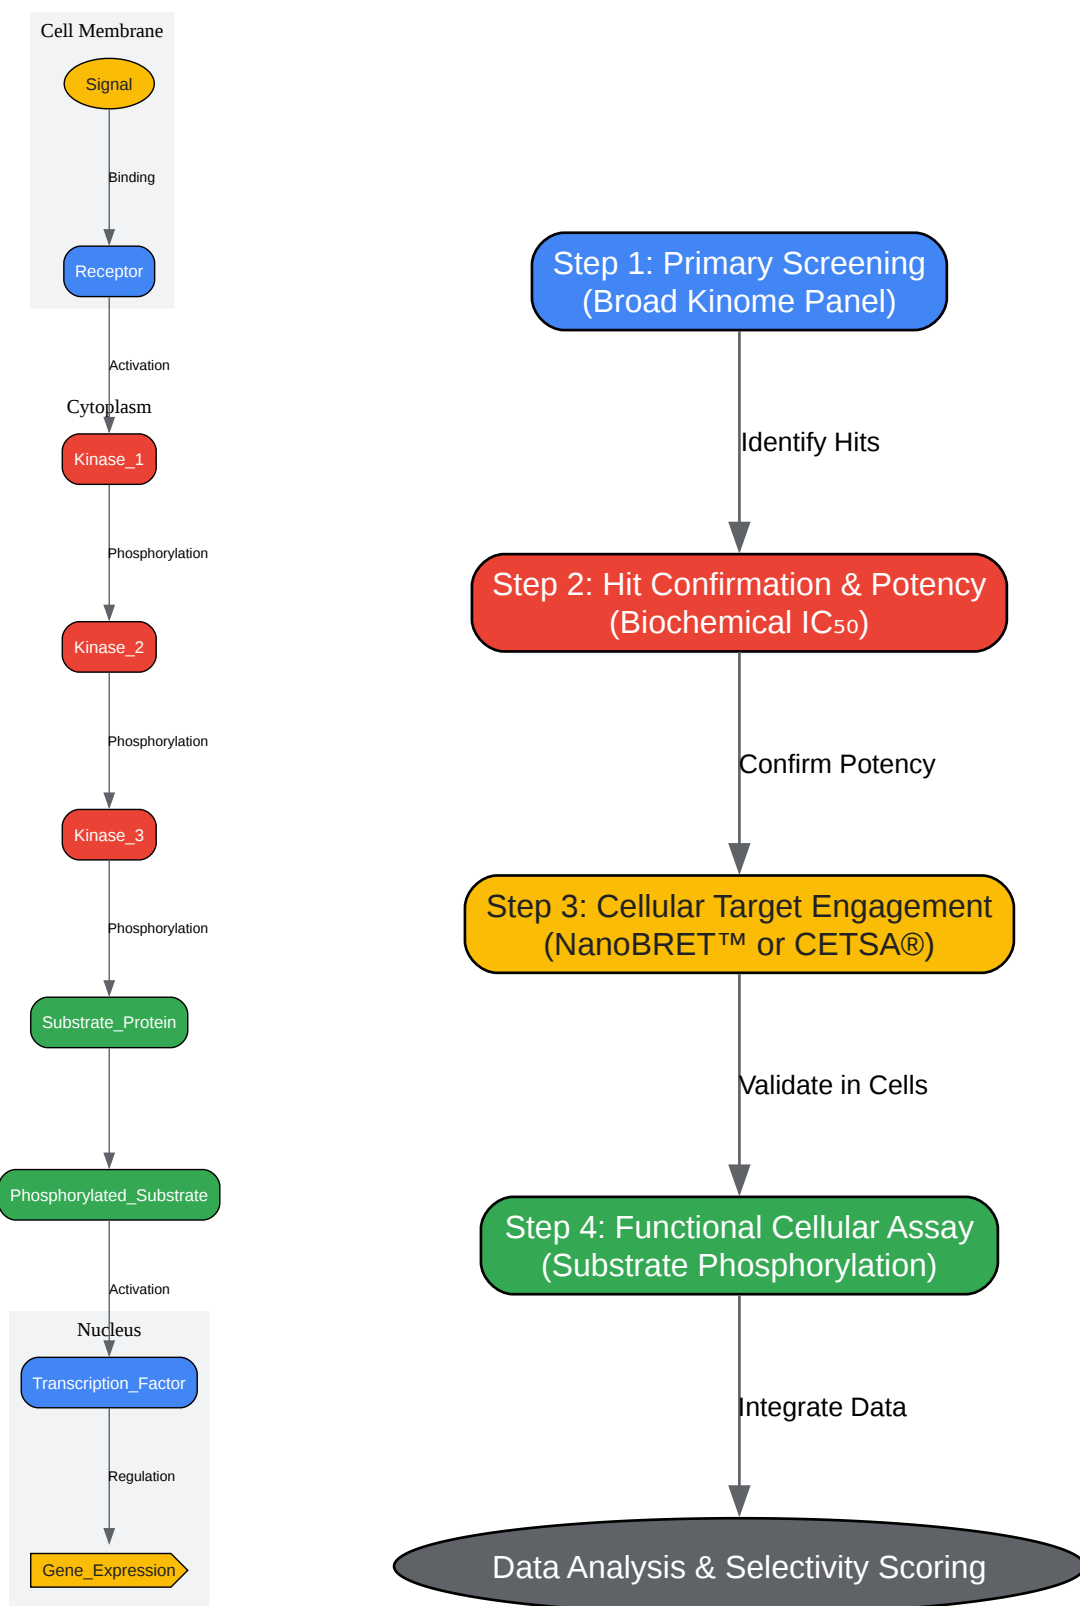 Cell Membrane
Signal
Binding
Receptor
Activation
Cytoplasm
Kinase_1
Phosphorylation
Kinase_2
Phosphorylation
Kinase_3
Phosphorylation
Substrate_Protein
Phosphorylated_Substrate
Activation
Nucleus
Transcription_Factor
Regulation
Gene_Expression
Step 1: Primary Screening
(Broad Kinome Panel)
Identify Hits
Step 2: Hit Confirmation & Potency
(Biochemical IC₅₀)
Confirm Potency
Step 3: Cellular Target Engagement
(NanoBRET™ or CETSA®)
Validate in Cells
Step 4: Functional Cellular Assay
(Substrate Phosphorylation)
Integrate Data
Data Analysis & Selectivity Scoring